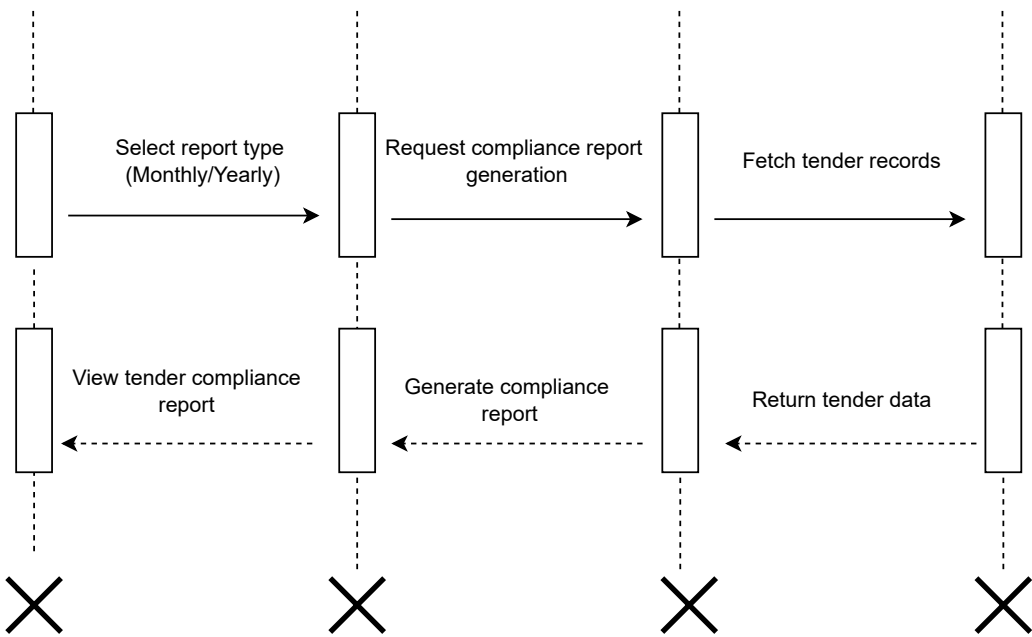 Select report type
(Monthly/Yearly)
Request compliance report
generation
Fetch tender records
View tender compliance
report
Generate compliance
report
Return tender data